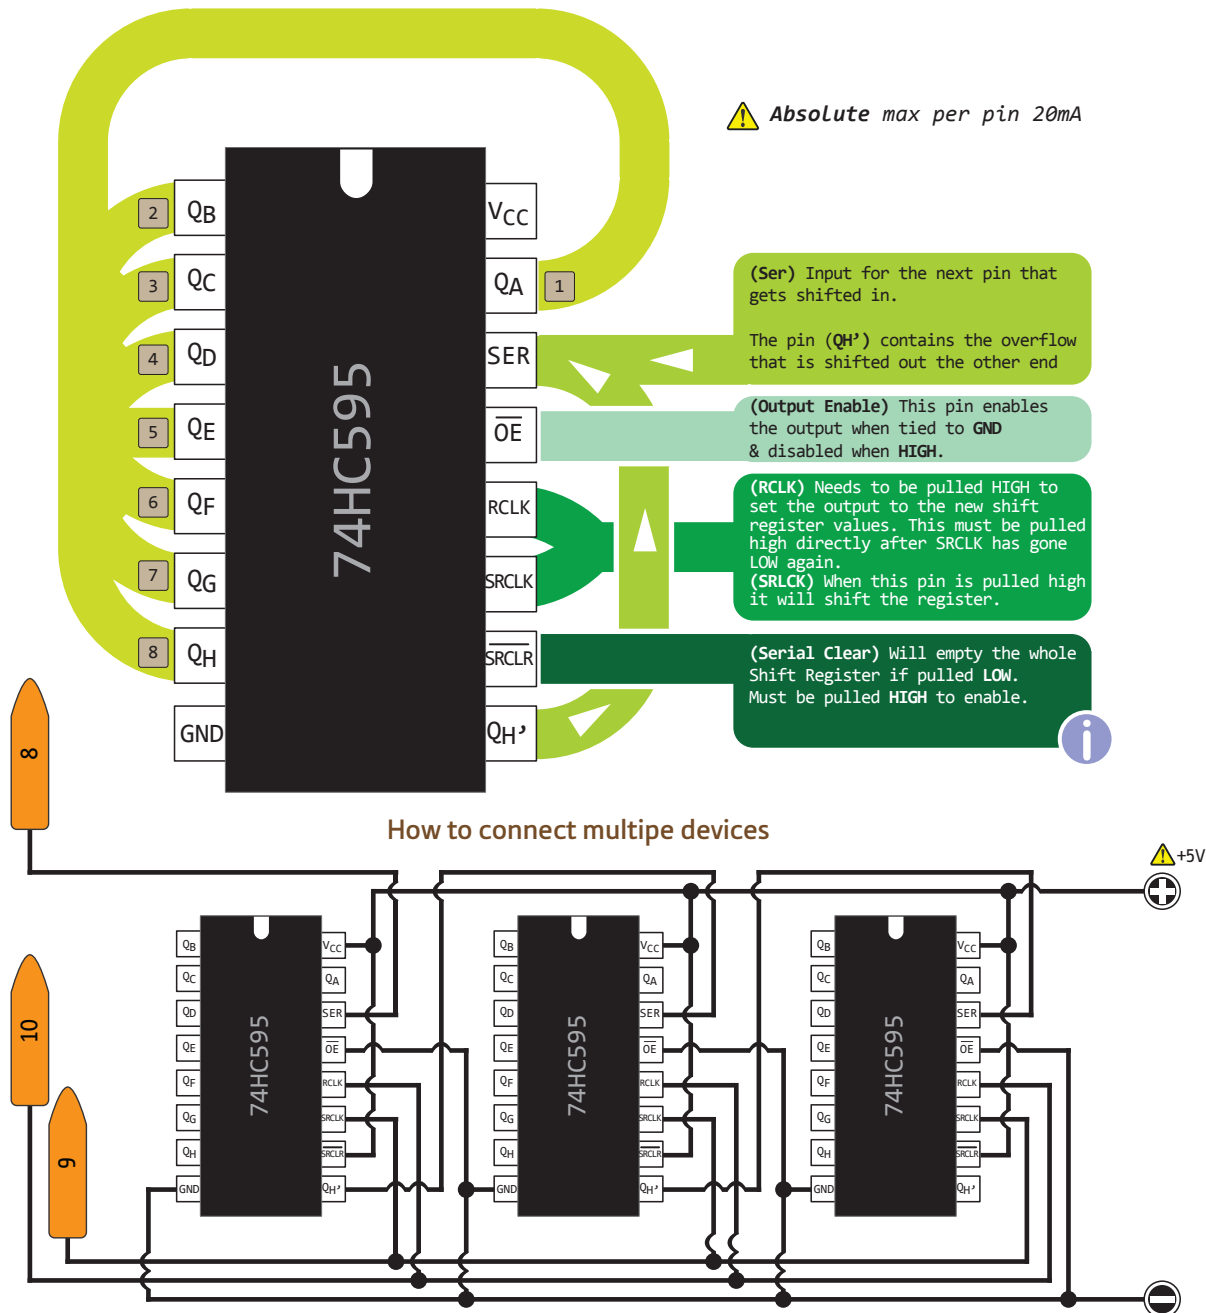 Absolute max per pin 20mA
2 QB
3 QC
4 QD
5 QE
6 QF
7 QG
8 QH
GND
74HC595
VCC
QA 1
SER
OE
RCLK
SRCLK
SRCLR
QH’
(Ser) Input for the next pin that
gets shifted in.
The pin (QH’) contains the overflow
that is shifted out the other end
(Output Enable) This pin enables
the output when tied to GND
& disabled when HIGH.
(RCLK) Needs to be pulled HIGH to
set the output to the new shift
register values. This must be pulled
high directly after SRCLK has gone
LOW again.
(SRLCK) When this pin is pulled high
it will shift the register.
(Serial Clear) Will empty the whole
Shift Register if pulled LOW.
Must be pulled HIGH to enable.
i
8
How to connect multipe devices
+5V
10
9
QB
QC
QD
QE
QF
QG
QH
GND
74HC595
VCC
QA
SER
OE
RCLK
SRCLK
SRCLR
QH’
QB
QC
QD
QE
QF
QG
QH
GND
74HC595
VCC
QA
SER
OE
RCLK
SRCLK
SRCLR
QH’
QB
QC
QD
QE
QF
QG
QH
GND
74HC595
VCC
QA
SER
OE
RCLK
SRCLK
SRCLR
QH’